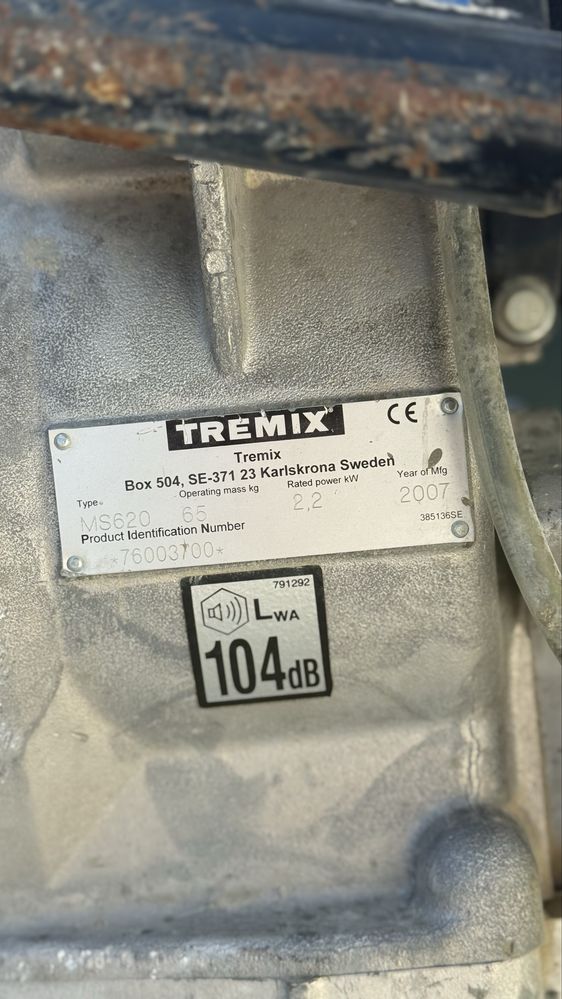 TREMIX CE
Tremix
Box 504, SE-371 23 Karlskrona Sweden
Type Operating mass kg Rated power kW Year of Mfg
MS620 65 2,2 2007
Product Identification Number 385136SE
*76003700*
791292
LWA
104dB